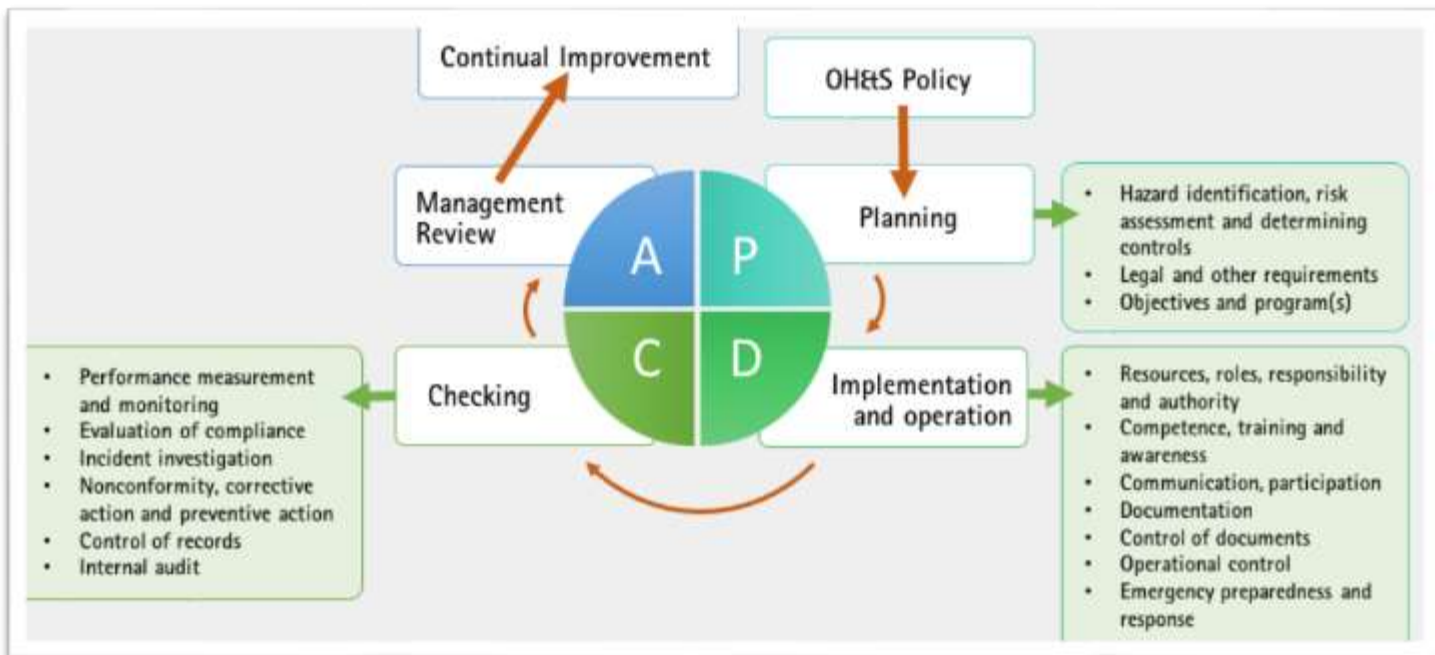 Continual Improvement
OH&tS Policy
Management
Review
A
P
Planning
• Hazard identification, risk
assessment and determining
controls
• Legal and other requirements
• Objectives and program(s)
• Performance measurement
and monitoring
• Evaluation of compliance
• Incident investigation
• Nonconformity, corrective
action and preventive action
• Control of records
• Internal audit
Checking
C
D
Implementation
and operation
• Resources, roles, responsibility
and authority
• Competence, training and
awareness
• Communication, participation
• Documentation
• Control of documents
• Operational control
• Emergency preparedness and
response